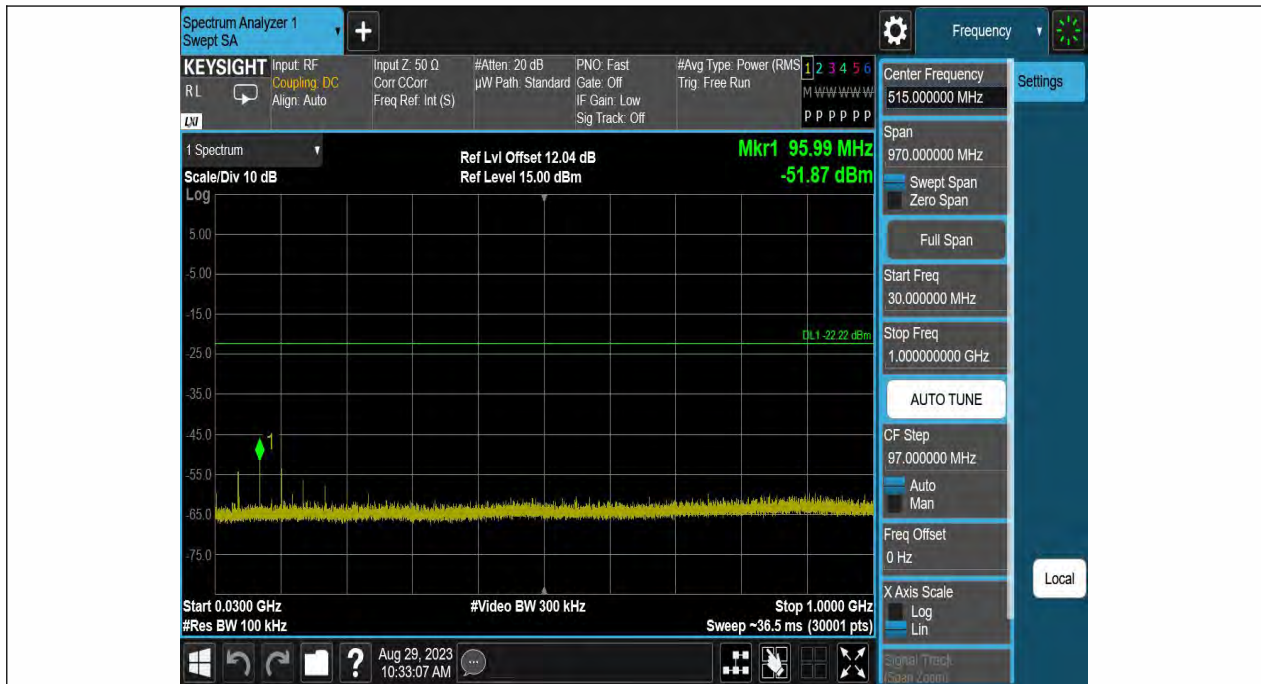 Spectrum Analyzer 1
Swept SA
+
Frequency
KEYSIGHT
Input: RF
Input Z: 50 Ω
#Atten: 20 dB
PNO: Fast
#Avg Type: Power (RMS
1 2 3 4 5 6
R L
Coupling: DC
Corr CCorr
µW Path: Standard
Gate: Off
Trig: Free Run
M W W W W W
Align: Auto
Freq Ref: Int (S)
IF Gain: Low
Sig Track: Off
P P P P P P
LXI
Center Frequency
515.000000 MHz
Settings
Span
970.000000 MHz
Swept Span
Zero Span
Full Span
Start Freq
30.000000 MHz
Stop Freq
1.000000000 GHz
AUTO TUNE
CF Step
97.000000 MHz
Auto
Man
Freq Offset
0 Hz
X Axis Scale
Log
Lin
Signal Track
(Span Zoom)
Local
1 Spectrum
Ref Lvl Offset 12.04 dB
Mkr1 95.99 MHz
Scale/Div 10 dB
Ref Level 15.00 dBm
-51.87 dBm
Log
5.00
-5.00
-15.0
DL1 -22.22 dBm
-25.0
-35.0
-45.0
1
-55.0
-65.0
-75.0
Start 0.0300 GHz
#Video BW 300 kHz
Stop 1.0000 GHz
#Res BW 100 kHz
Sweep ~36.5 ms (30001 pts)
?
Aug 29, 2023
10:33:07 AM